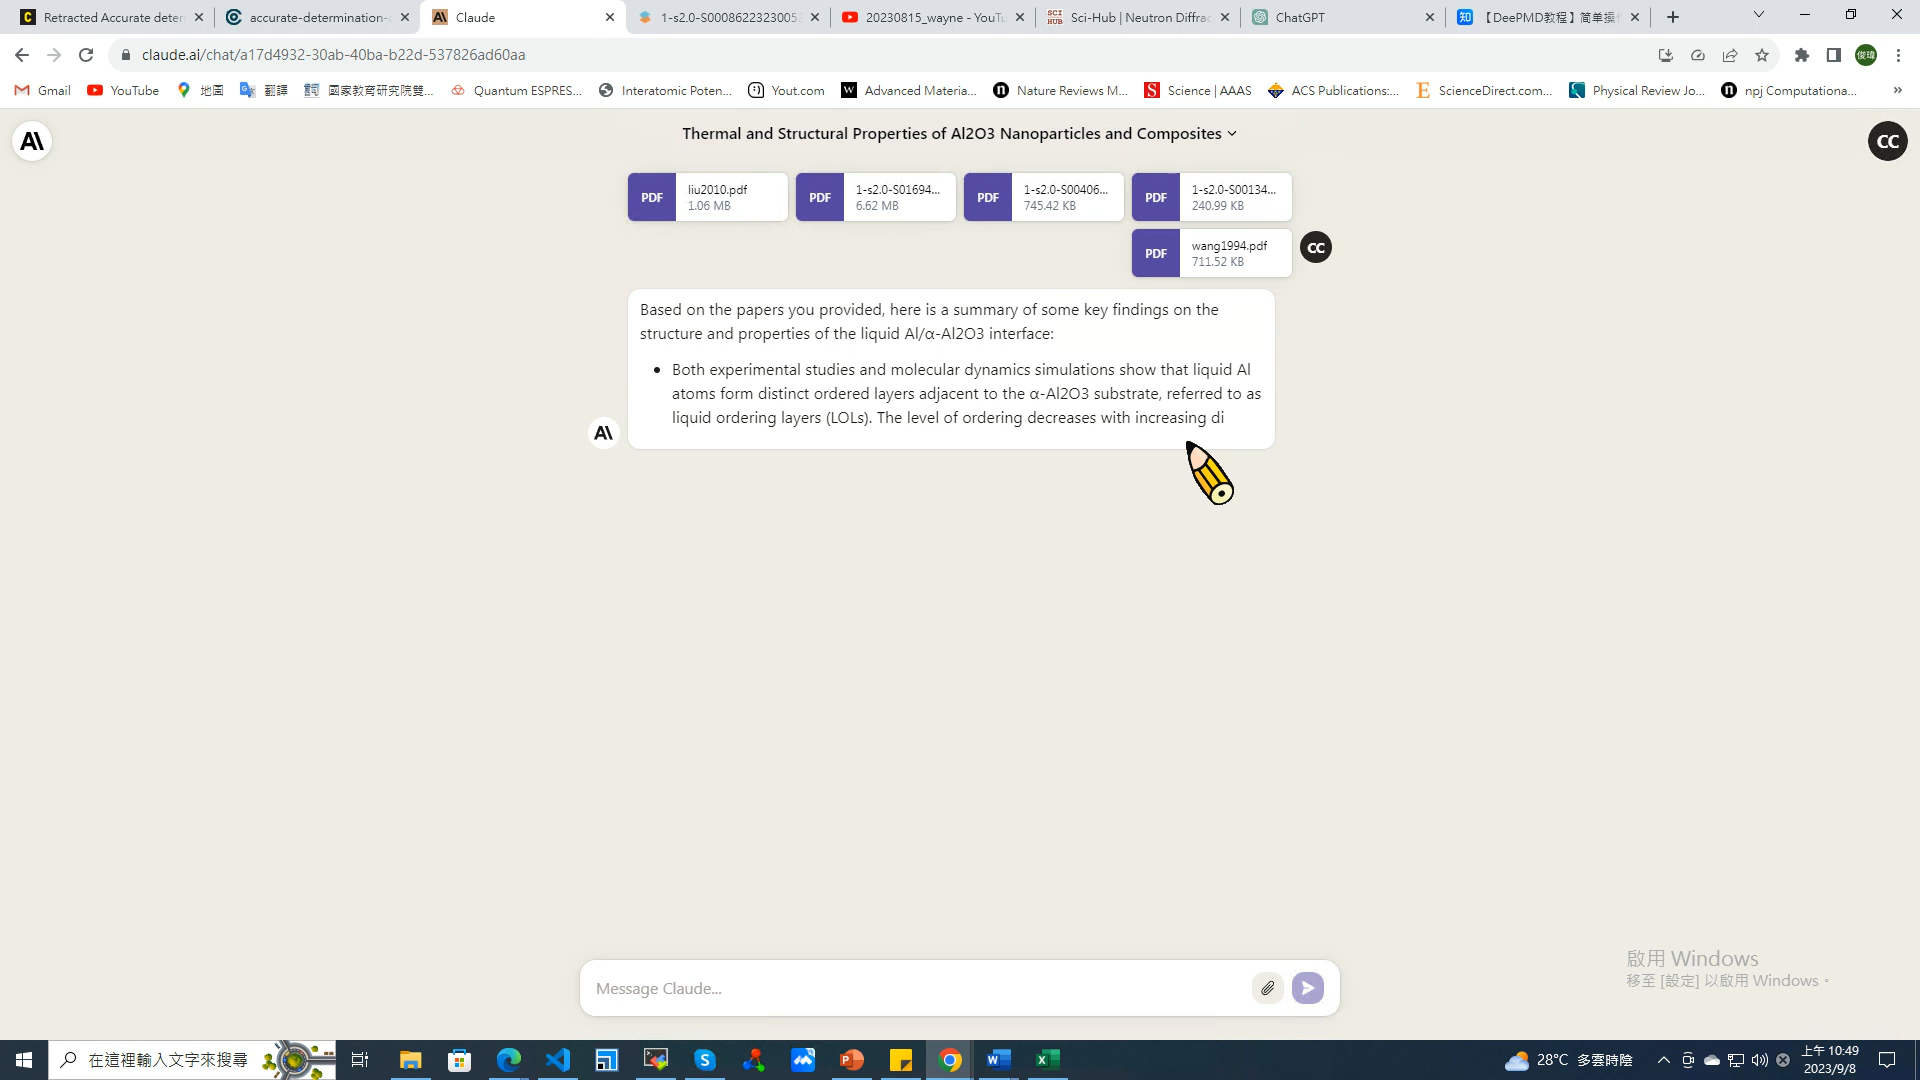 Retracted Accurate deter
accurate-determination-
Claude
1-s2.0-S00086223230053
20230815_wayne - YouTu
Sci-Hub | Neutron Diffrac
ChatGPT
【DeePMD教程】简单操
claude.ai/chat/a17d4932-30ab-40ba-b22d-537826ad60aa
俊瑋
Gmail
YouTube
地圖
翻譯
國家教育研究院雙...
Quantum ESPRES...
Interatomic Poten...
Yout.com
Advanced Materia...
Nature Reviews M...
Science | AAAS
ACS Publications:...
ScienceDirect.com...
Physical Review Jo...
npj Computationa...
»
Thermal and Structural Properties of Al2O3 Nanoparticles and Composites
CC
PDF
liu2010.pdf
1.06 MB
PDF
1-s2.0-S01694...
6.62 MB
PDF
1-s2.0-S00406...
745.42 KB
PDF
1-s2.0-S00134...
240.99 KB
PDF
wang1994.pdf
711.52 KB
CC
Based on the papers you provided, here is a summary of some key findings on the
structure and properties of the liquid Al/α-Al2O3 interface:
• Both experimental studies and molecular dynamics simulations show that liquid Al
atoms form distinct ordered layers adjacent to the α-Al2O3 substrate, referred to as
liquid ordering layers (LOLs). The level of ordering decreases with increasing di
Message Claude...
啟用 Windows
移至 [設定] 以啟用 Windows。
在這裡輸入文字來搜尋
28°C 多雲時陰
上午 10:49
2023/9/8